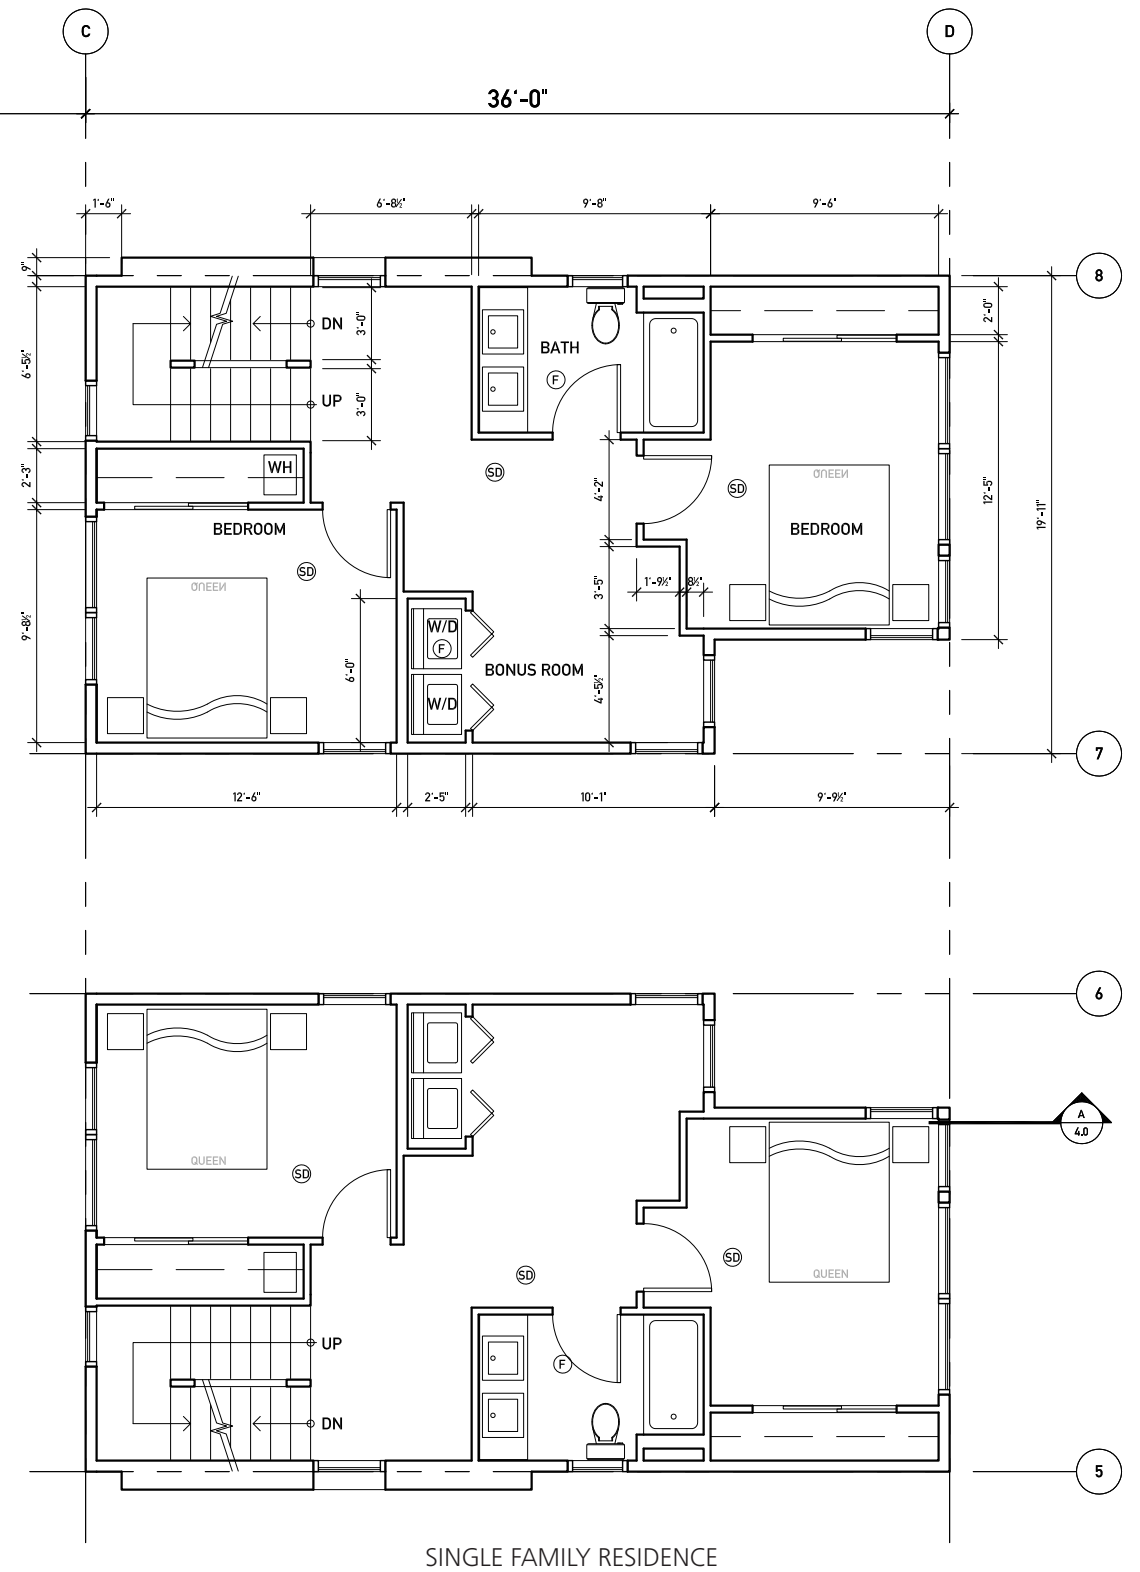 C
D
36'-0"
1'-6"
6'-8½"
9'-8"
9'-6"
9"
8
DN
3'-0"
2'-0"
BATH
F
6'-5½"
UP
3'-0"
2'-3"
WH
SD
4'-2"
SD
QUEEN
12'-5"
19'-11"
BEDROOM
BEDROOM
SD
QUEEN
1'-9½"
8½"
3'-5"
9'-8½"
W/D
F
6'-0"
BONUS ROOM
4'-5½"
W/D
7
12'-6"
2'-5"
10'-1"
9'-9½"
6
A
4.0
QUEEN
SD
SD
SD
QUEEN
UP
F
DN
5
SINGLE FAMILY RESIDENCE